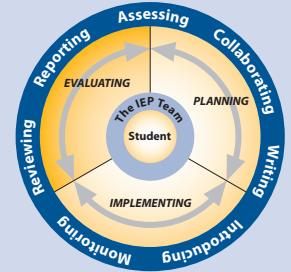 Assessing
Collaborating
Writing
Introducing
Monitoring
Reviewing
Reporting
EVALUATING
PLANNING
IMPLEMENTING
The IEP Team
Student